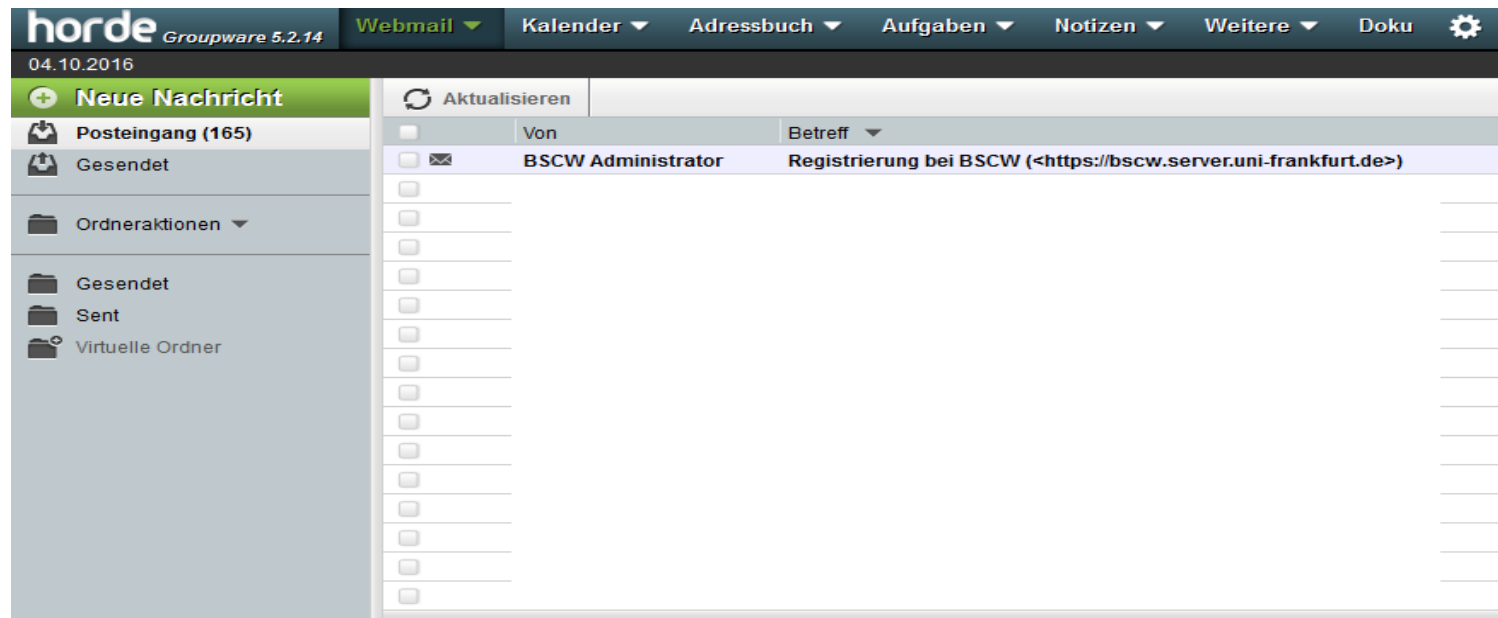 horde Groupware 5.2.14 Webmail Kalender Adressbuch Aufgaben Notizen Weitere Doku
04.10.2016
Neue Nachricht Aktualisieren
Posteingang (165) Von Betreff
BSCW Administrator Registrierung bei BSCW (<https://bscw.server.uni-frankfurt.de>)
Gesendet
Ordneraktionen
Gesendet
Sent
Virtuelle Ordner